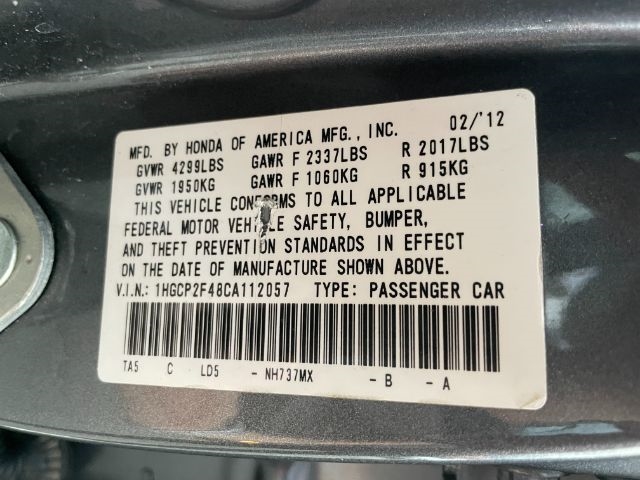 MFD. BY HONDA OF AMERICA MFG., INC. 02/'12
GVWR 4299LBS GAWR F 2337LBS R 2017LBS
GVWR 1950KG GAWR F 1060KG R 915KG
THIS VEHICLE CONFORMS TO ALL APPLICABLE
FEDERAL MOTOR VEHICLE SAFETY, BUMPER,
AND THEFT PREVENTION STANDARDS IN EFFECT
ON THE DATE OF MANUFACTURE SHOWN ABOVE.
V.I.N.: 1HGCP2F48CA112057 TYPE: PASSENGER CAR
TA5 C LD5 - NH737MX - B - A